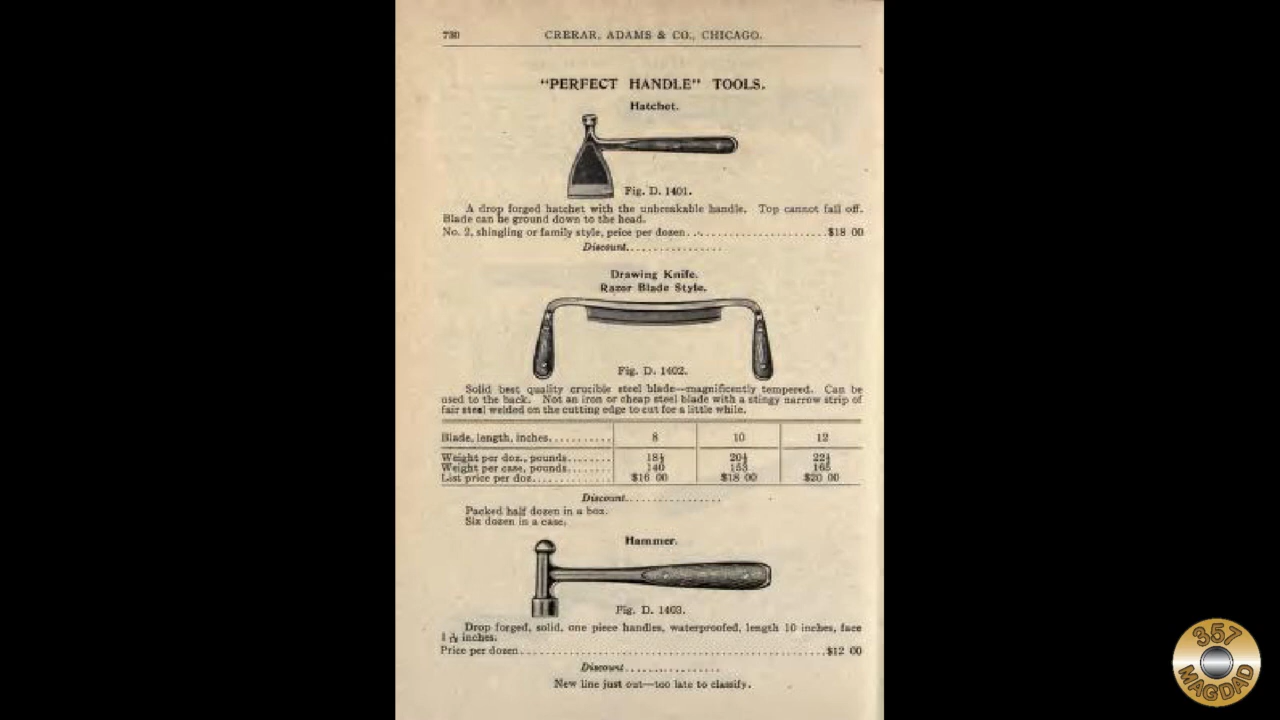 730 CRERAR, ADAMS & CO., CHICAGO.
"PERFECT HANDLE" TOOLS.
Hatchet.
Fig. D. 1401.
A drop forged hatchet with the unbreakable handle. Top cannot fall off.
Blade can be ground down to the head.
No. 2, shingling or family style, price per dozen........................$18 00
Discount.................
Drawing Knife.
Razor Blade Style.
Fig. D. 1402.
Solid best quality crucible steel blade—magnificently tempered. Can be
used to the back. Not an iron or cheap steel blade with a stingy narrow strip of
fair steel welded on the cutting edge to cut for a little while.
Blade, length, inches........... 8 10 12
Weight per doz., pounds........ 18½ 20½ 22½
Weight per case, pounds........ 140 153 165
List price per doz.............. $16 00 $18 00 $20 00
Discount.................
Packed half dozen in a box.
Six dozen in a case.
Hammer.
Fig. D. 1403.
Drop forged, solid, one piece handles, waterproofed, length 10 inches, face
inches.
Price per dozen......................................................$12 00
Discount.................
New line just out—too late to classify.
357
MAGDAD